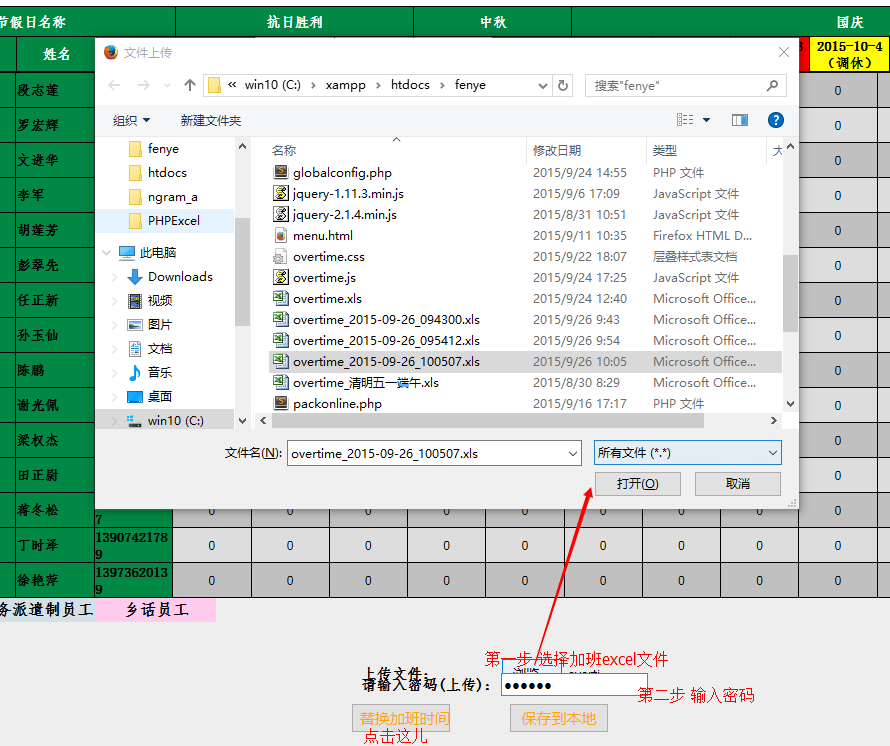 节假日名称 抗日胜利 中秋 国庆
姓名 3 2015-10-4
(调休)
文件上传
« win10 (C:) › xampp › htdocs › fenye 搜索"fenye"
组织 新建文件夹
fenye
htdocs
ngram_a
PHPExcel
此电脑
Downloads
视频
图片
文档
音乐
桌面
win10 (C:)
名称 修改日期 类型 大
globalconfig.php 2015/9/24 14:55 PHP 文件
jquery-1.11.3.min.js 2015/9/6 17:09 JavaScript 文件
jquery-2.1.4.min.js 2015/8/31 10:51 JavaScript 文件
menu.html 2015/9/11 10:35 Firefox HTML D...
overtime.css 2015/9/22 18:07 层叠样式表文档
overtime.js 2015/9/24 17:25 JavaScript 文件
overtime.xls 2015/9/24 12:40 Microsoft Office...
overtime_2015-09-26_094300.xls 2015/9/26 9:43 Microsoft Office...
overtime_2015-09-26_095412.xls 2015/9/26 9:54 Microsoft Office...
overtime_2015-09-26_100507.xls 2015/9/26 10:05 Microsoft Office...
overtime_清明五一端午.xls 2015/8/30 8:29 Microsoft Office...
packonline.php 2015/9/16 17:17 PHP 文件
文件名(N): overtime_2015-09-26_100507.xls 所有文件 (*.*)
打开(O) 取消
段志莲 0
罗宏辉 0
文进华 0
李军 0
胡莲芳 0
彭翠先 0
任正新 0
孙玉仙 0
陈鹏 0
谢光佩 0
梁权杰 0
田正尉 0
蒋冬松 7 0 0 0 0 0 0 0 0 0
丁时泽 1390742178
9 0 0 0 0 0 0 0 0 0
徐艳萍 1397362013
9 0 0 0 0 0 0 0 0 0
务派遣制员工 乡话员工
第一步/选择加班excel文件
上传文件: 浏览
请输入密码(上传): ●●●●●●
第二步 输入密码
替换加班时间 保存到本地
点击这儿